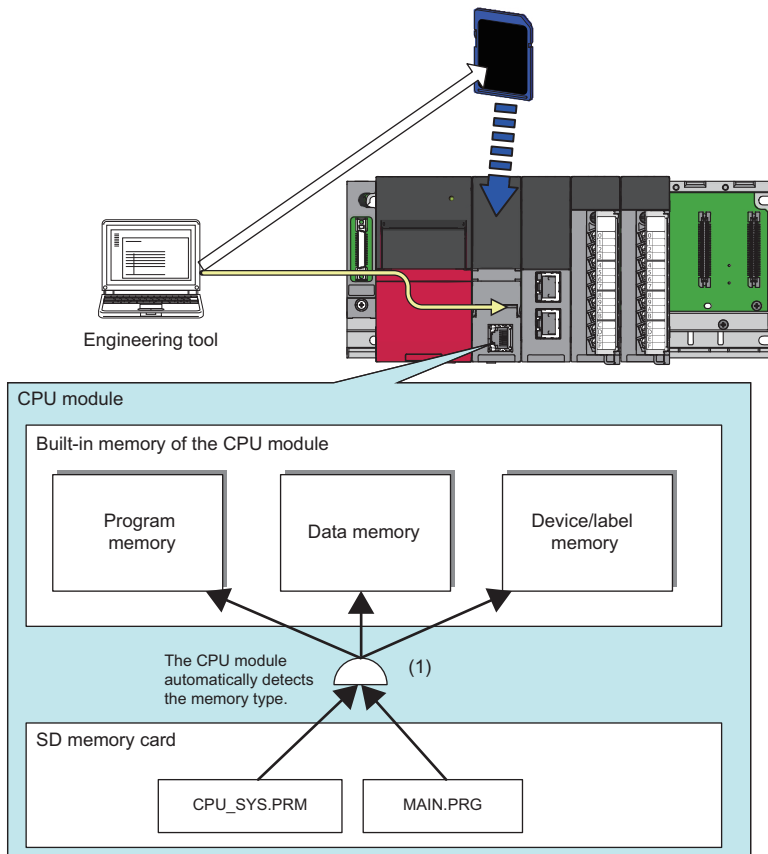 Engineering tool
CPU module
Built-in memory of the CPU module
Program
memory
Data memory
Device/label
memory
The CPU module
automatically detects
the memory type.
(1)
SD memory card
CPU_SYS.PRM
MAIN.PRG